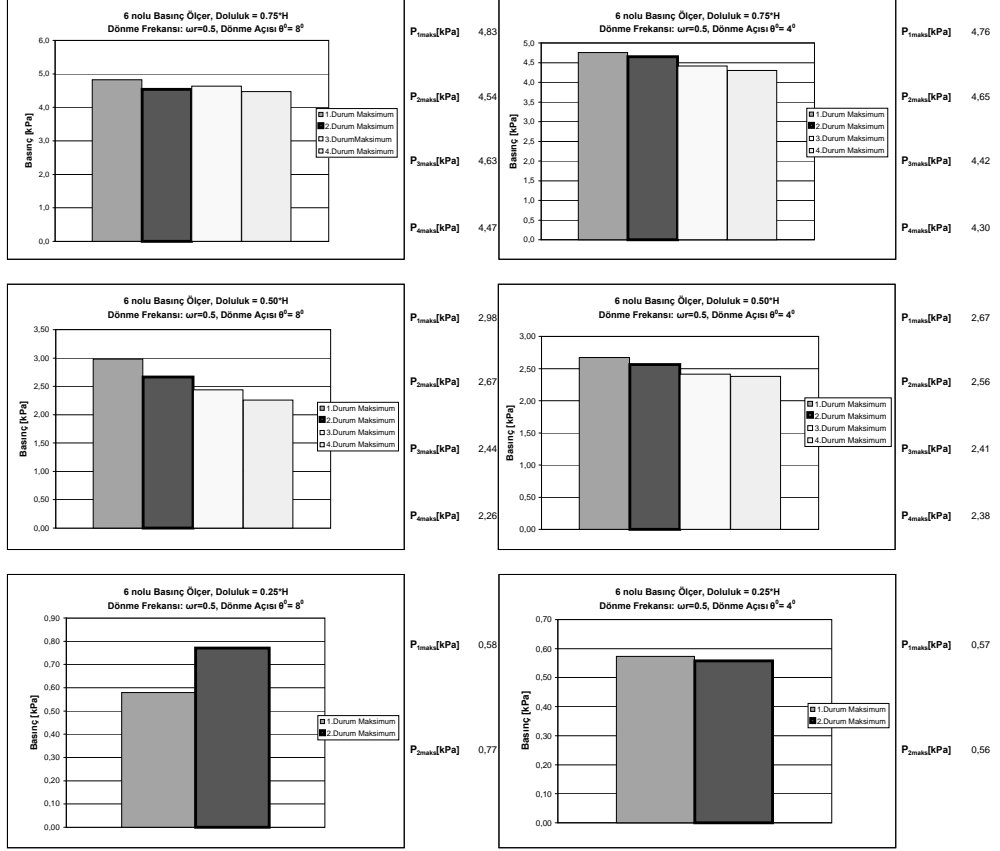 6 nolu Basınç Ölçer, Doluluk = 0.75*H
Dönme Frekansı: ωr=0.5, Dönme Açısı θ⁰= 8⁰
6,0
5,0
4,0
3,0
2,0
1,0
0,0
Basınç [kPa]
1.Durum Maksimum
2.Durum Maksimum
3.DurumMaksimum
4.Durum Maksimum
P1maks[kPa] 4,83
P2maks[kPa] 4,54
P3maks[kPa] 4,63
P4maks[kPa] 4,47
6 nolu Basınç Ölçer, Doluluk = 0.75*H
Dönme Frekansı: ωr=0.5, Dönme Açısı θ⁰= 4⁰
5,0
4,5
4,0
3,5
3,0
2,5
2,0
1,5
1,0
0,5
0,0
Basınç [kPa]
1.Durum Maksimum
2.Durum Maksimum
3.Durum Maksimum
4.Durum Maksimum
P1maks[kPa] 4,76
P2maks[kPa] 4,65
P3maks[kPa] 4,42
P4maks[kPa] 4,30
6 nolu Basınç Ölçer, Doluluk = 0.50*H
Dönme Frekansı: ωr=0.5, Dönme Açısı θ⁰= 8⁰
3,50
3,00
2,50
2,00
1,50
1,00
0,50
0,00
Basınç [kPa]
1.Durum Maksimum
2.Durum Maksimum
3.Durum Maksimum
4.Durum Maksimum
P1maks[kPa] 2,98
P2maks[kPa] 2,67
P3maks[kPa] 2,44
P4maks[kPa] 2,26
6 nolu Basınç Ölçer, Doluluk = 0.50*H
Dönme Frekansı: ωr=0.5, Dönme Açısı θ⁰= 4⁰
3,00
2,50
2,00
1,50
1,00
0,50
0,00
Basınç [kPa]
1.Durum Maksimum
2.Durum Maksimum
3.Durum Maksimum
4.Durum Maksimum
P1maks[kPa] 2,67
P2maks[kPa] 2,56
P3maks[kPa] 2,41
P4maks[kPa] 2,38
6 nolu Basınç Ölçer, Doluluk = 0.25*H
Dönme Frekansı: ωr=0.5, Dönme Açısı θ⁰= 8⁰
0,90
0,80
0,70
0,60
0,50
0,40
0,30
0,20
0,10
0,00
Basınç [kPa]
1.Durum Maksimum
2.Durum Maksimum
P1maks[kPa] 0,58
P2maks[kPa] 0,77
6 nolu Basınç Ölçer, Doluluk = 0.25*H
Dönme Frekansı: ωr=0.5, Dönme Açısı θ⁰= 4⁰
0,70
0,60
0,50
0,40
0,30
0,20
0,10
0,00
Basınç [kPa]
1.Durum Maksimum
2.Durum Maksimum
P1maks[kPa] 0,57
P2maks[kPa] 0,56